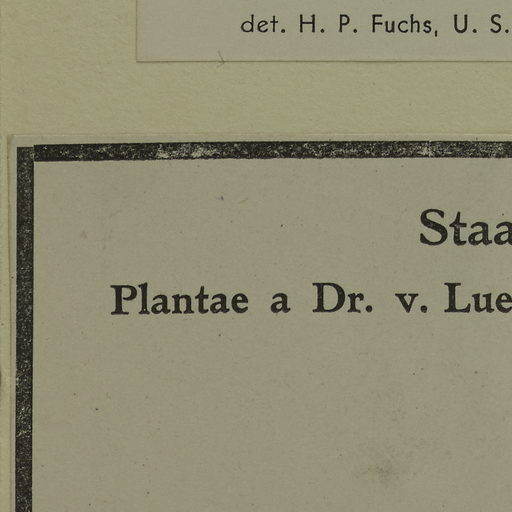 det. H. P. Fuchs, U. S.
Staa
Plantae a Dr. v. Lue